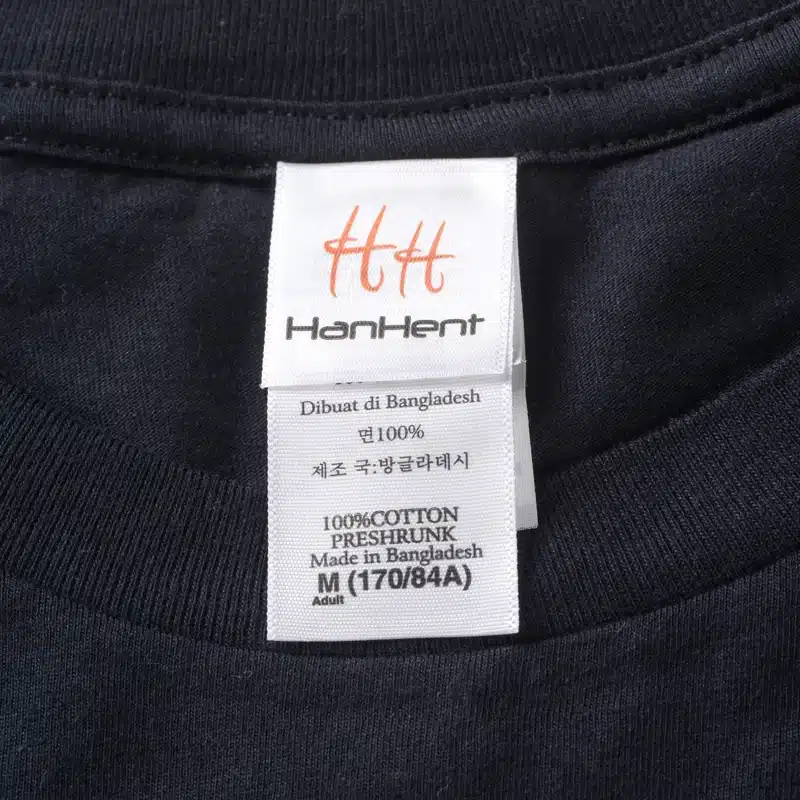 HH
HanHent
Dibuat di Bangladesh
면100%
제조 국:방글라데시
100%COTTON
PRESHRUNK
Made in Bangladesh
M (170/84A)
Adult